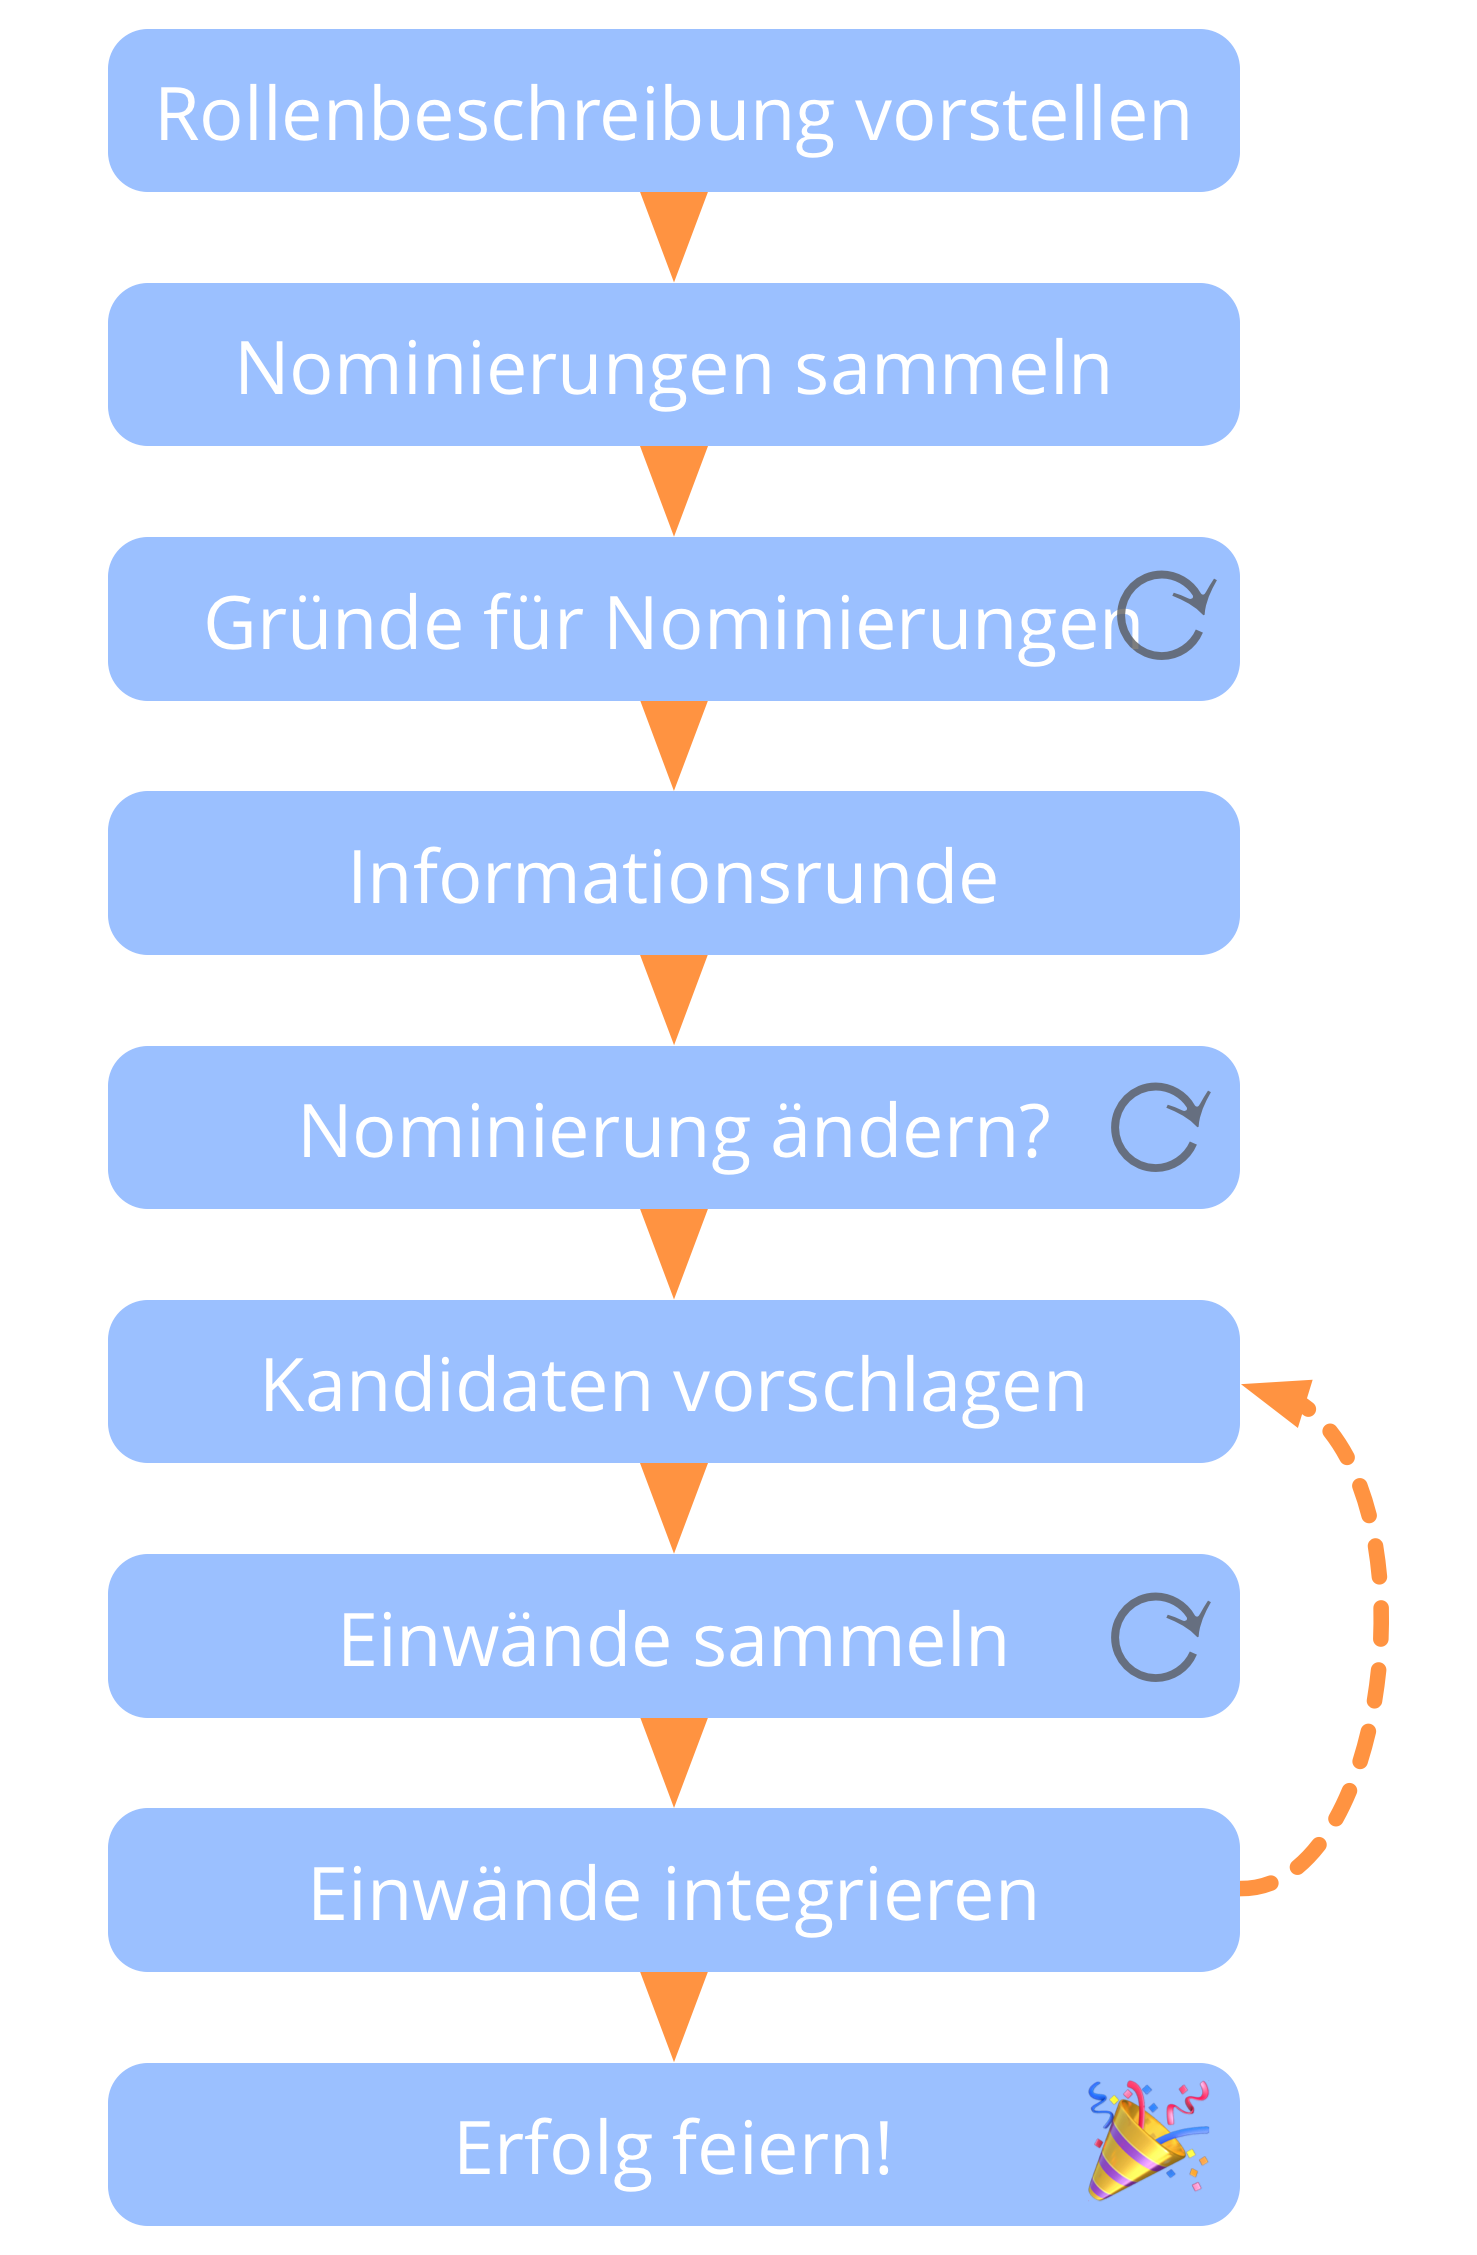 Rollenbeschreibung vorstellen
Nominierungen sammeln
Gründe für Nominierungen
Informationsrunde
Nominierung ändern?
Kandidaten vorschlagen
Einwände sammeln
Einwände integrieren
Erfolg feiern!